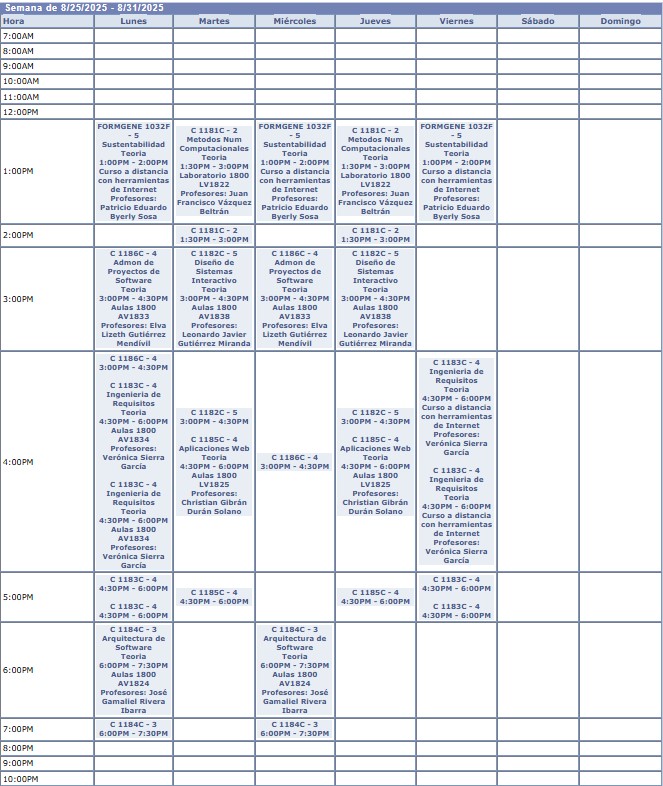 Semana de 8/25/2025 - 8/31/2025
Hora Lunes Martes Miércoles Jueves Viernes Sábado Domingo
7:00AM
8:00AM
9:00AM
10:00AM
11:00AM
12:00PM
1:00PM
FORMGENE 1032F
- 5
Sustentabilidad
Teoria
1:00PM - 2:00PM
Curso a distancia
con herramientas
de Internet
Profesores:
Patricio Eduardo
Byerly Sosa
C 1181C - 2
Metodos Num
Computacionales
Teoria
1:30PM - 3:00PM
Laboratorio 1800
LV1822
Profesores: Juan
Francisco Vázquez
Beltrán
FORMGENE 1032F
- 5
Sustentabilidad
Teoria
1:00PM - 2:00PM
Curso a distancia
con herramientas
de Internet
Profesores:
Patricio Eduardo
Byerly Sosa
C 1181C - 2
Metodos Num
Computacionales
Teoria
1:30PM - 3:00PM
Laboratorio 1800
LV1822
Profesores: Juan
Francisco Vázquez
Beltrán
FORMGENE 1032F
- 5
Sustentabilidad
Teoria
1:00PM - 2:00PM
Curso a distancia
con herramientas
de Internet
Profesores:
Patricio Eduardo
Byerly Sosa
2:00PM
C 1181C - 2
1:30PM - 3:00PM
C 1181C - 2
1:30PM - 3:00PM
3:00PM
C 1186C - 4
Admon de
Proyectos de
Software
Teoria
3:00PM - 4:30PM
Aulas 1800
AV1833
Profesores: Elva
Lizeth Gutiérrez
Mendívil
C 1182C - 5
Diseño de
Sistemas
Interactivo
Teoria
3:00PM - 4:30PM
Aulas 1800
AV1838
Profesores:
Leonardo Javier
Gutiérrez Miranda
C 1186C - 4
Admon de
Proyectos de
Software
Teoria
3:00PM - 4:30PM
Aulas 1800
AV1833
Profesores: Elva
Lizeth Gutiérrez
Mendívil
C 1182C - 5
Diseño de
Sistemas
Interactivo
Teoria
3:00PM - 4:30PM
Aulas 1800
AV1838
Profesores:
Leonardo Javier
Gutiérrez Miranda
4:00PM
C 1186C - 4
3:00PM - 4:30PM
C 1183C - 4
Ingenieria de
Requisitos
Teoria
4:30PM - 6:00PM
Aulas 1800
AV1834
Profesores:
Verónica Sierra
García
C 1183C - 4
Ingenieria de
Requisitos
Teoria
4:30PM - 6:00PM
Aulas 1800
AV1834
Profesores:
Verónica Sierra
García
C 1182C - 5
3:00PM - 4:30PM
C 1185C - 4
Aplicaciones Web
Teoria
4:30PM - 6:00PM
Aulas 1800
LV1825
Profesores:
Christian Gibrán
Durán Solano
C 1186C - 4
3:00PM - 4:30PM
C 1182C - 5
3:00PM - 4:30PM
C 1185C - 4
Aplicaciones Web
Teoria
4:30PM - 6:00PM
Aulas 1800
LV1825
Profesores:
Christian Gibrán
Durán Solano
C 1183C - 4
Ingenieria de
Requisitos
Teoria
4:30PM - 6:00PM
Curso a distancia
con herramientas
de Internet
Profesores:
Verónica Sierra
García
C 1183C - 4
Ingenieria de
Requisitos
Teoria
4:30PM - 6:00PM
Curso a distancia
con herramientas
de Internet
Profesores:
Verónica Sierra
García
5:00PM
C 1183C - 4
4:30PM - 6:00PM
C 1183C - 4
4:30PM - 6:00PM
C 1185C - 4
4:30PM - 6:00PM
C 1185C - 4
4:30PM - 6:00PM
C 1183C - 4
4:30PM - 6:00PM
C 1183C - 4
4:30PM - 6:00PM
6:00PM
C 1184C - 3
Arquitectura de
Software
Teoria
6:00PM - 7:30PM
Aulas 1800
AV1824
Profesores: José
Gamaliel Rivera
Ibarra
C 1184C - 3
Arquitectura de
Software
Teoria
6:00PM - 7:30PM
Aulas 1800
AV1824
Profesores: José
Gamaliel Rivera
Ibarra
7:00PM
C 1184C - 3
6:00PM - 7:30PM
C 1184C - 3
6:00PM - 7:30PM
8:00PM
9:00PM
10:00PM